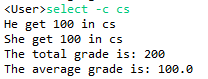 <User>select -c cs
He get 100 in cs
She get 100 in cs
The total grade is: 200
The average grade is: 100.0